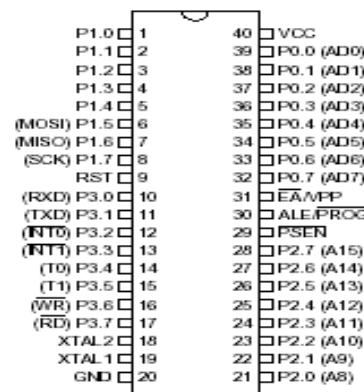 P1.0 1 40 VCC
P1.1 2 39 P0.0 (AD0)
P1.2 3 38 P0.1 (AD1)
P1.3 4 37 P0.2 (AD2)
P1.4 5 36 P0.3 (AD3)
(MOSI) P1.5 6 35 P0.4 (AD4)
(MISO) P1.6 7 34 P0.5 (AD5)
(SCK) P1.7 8 33 P0.6 (AD6)
RST 9 32 P0.7 (AD7)
(RXD) P3.0 10 31 EA/VPP
(TXD) P3.1 11 30 ALE/PROG
(INT0) P3.2 12 29 PSEN
(INT1) P3.3 13 28 P2.7 (A15)
(T0) P3.4 14 27 P2.6 (A14)
(T1) P3.5 15 26 P2.5 (A13)
(WR) P3.6 16 25 P2.4 (A12)
(RD) P3.7 17 24 P2.3 (A11)
XTAL2 18 23 P2.2 (A10)
XTAL1 19 22 P2.1 (A9)
GND 20 21 P2.0 (A8)